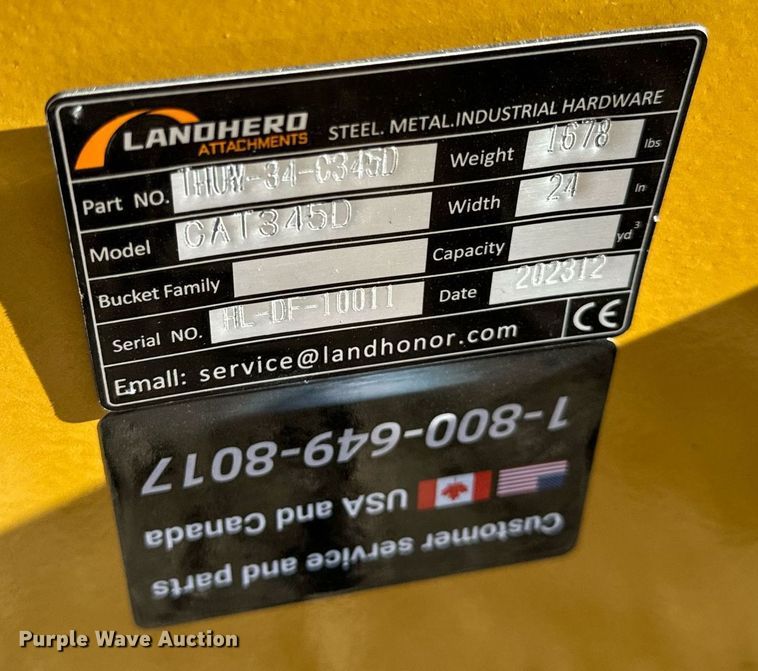 LANDHERO
ATTACHMENTS
STEEL. METAL.INDUSTRIAL HARDWARE
Part NO. THUM-34-C345D Weight 1678 lbs
Model CAT345D Width 24 In
Bucket Family Capacity yd³
Serial NO. HL-DF-10011 Date 202312
Email: service@landhonor.com CE
Customer service and parts
USA and Canada
1-800-649-8017
Purple Wave Auction